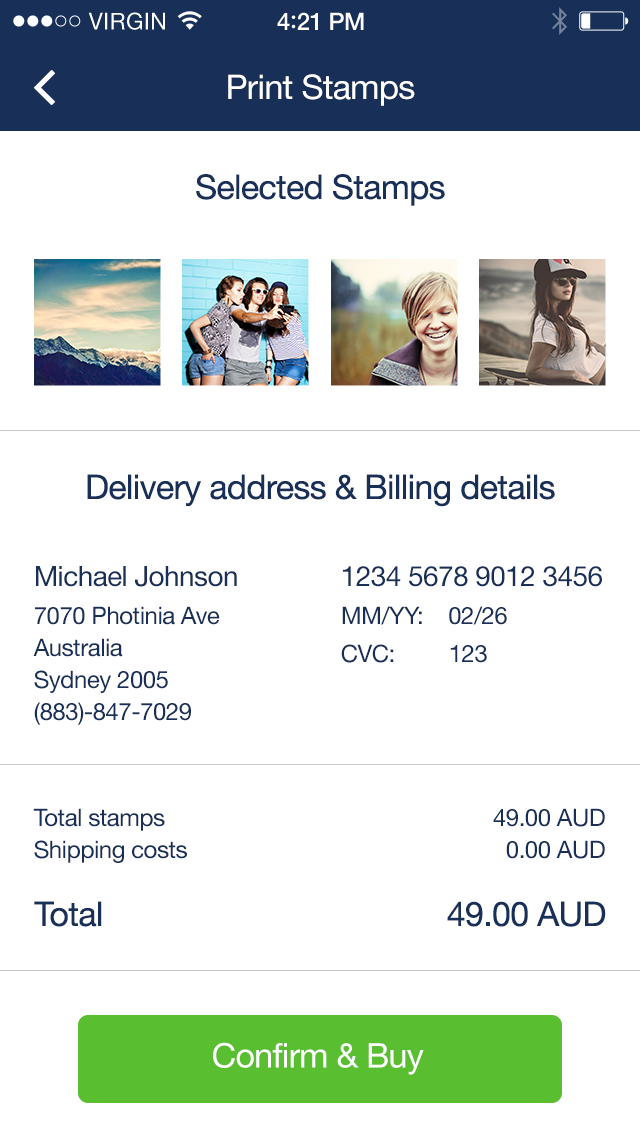 VIRGIN 4:21 PM
Print Stamps
Selected Stamps
Delivery address & Billing details
Michael Johnson 1234 5678 9012 3456
7070 Photinia Ave MM/YY: 02/26
Australia CVC: 123
Sydney 2005
(883)-847-7029
Total stamps 49.00 AUD
Shipping costs 0.00 AUD
Total 49.00 AUD
Confirm & Buy